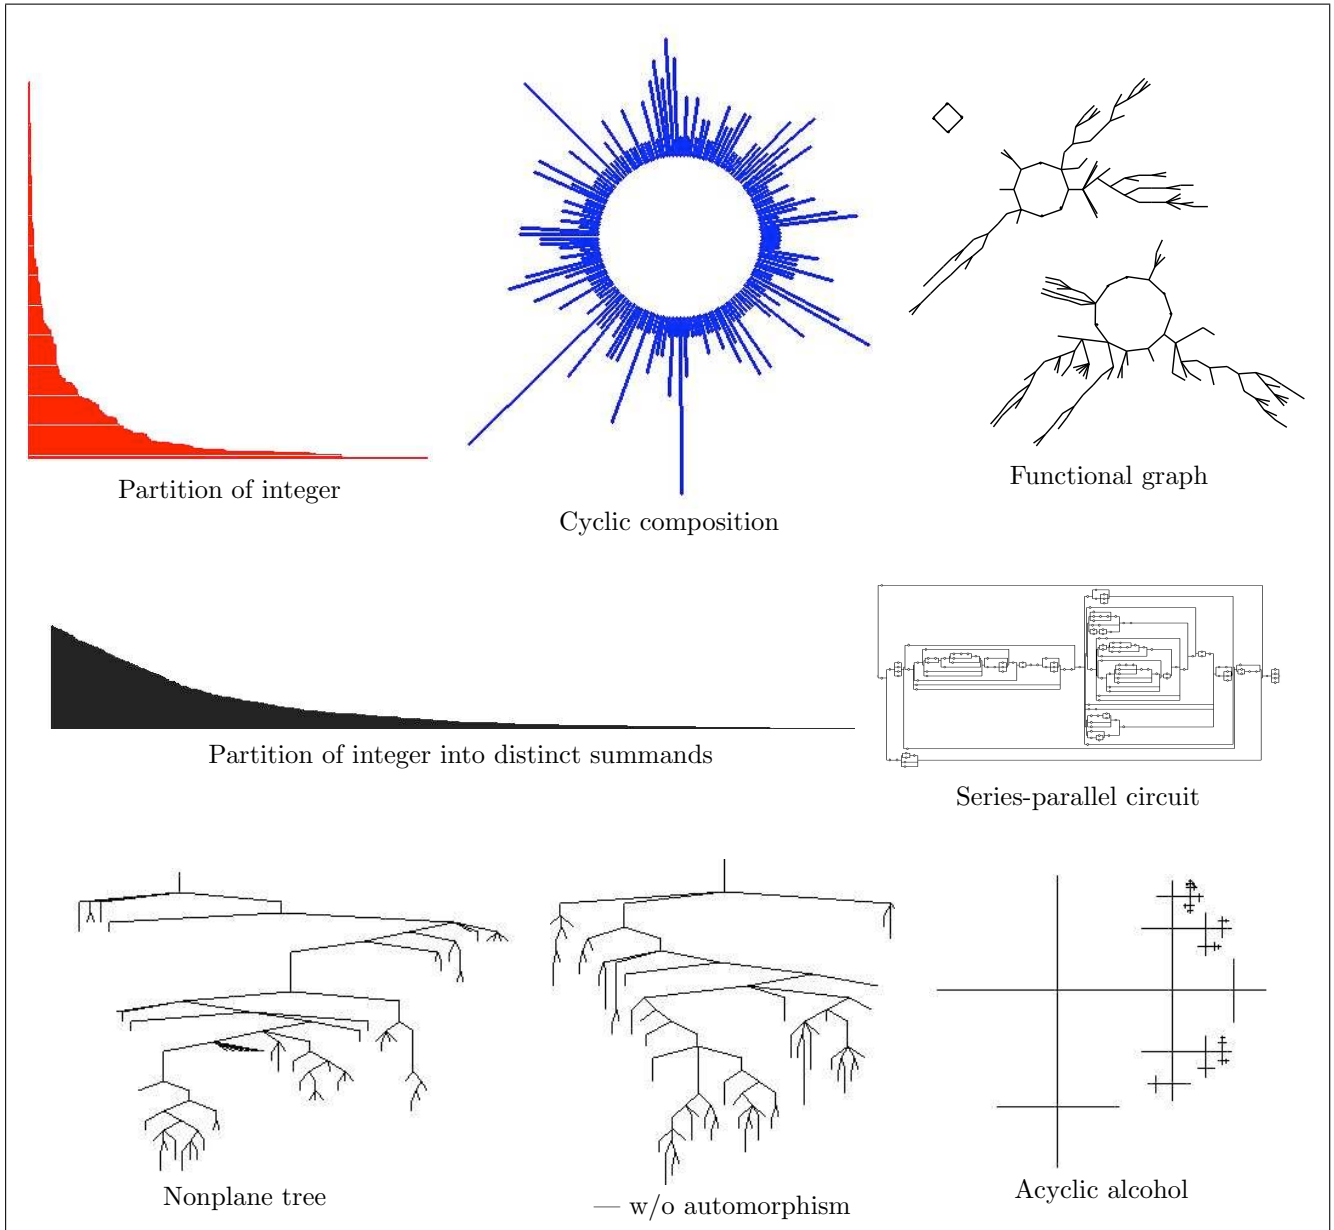 Partition of integer
Cyclic composition
Functional graph
Partition of integer into distinct summands
Series-parallel circuit
Nonplane tree
— w/o automorphism
Acyclic alcohol